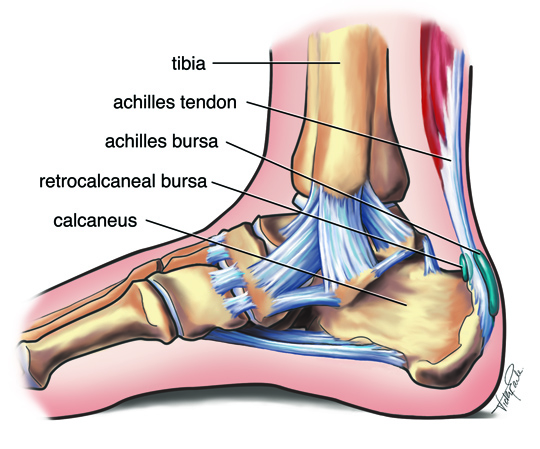 tibia
achilles tendon
achilles bursa
retrocalcaneal bursa
calcaneus